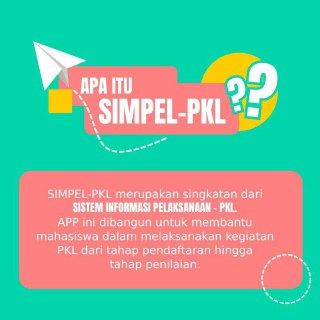 APA ITU
SIMPEL-PKL
??
SIMPEL-PKL merupakan singkatan dari
SISTEM INFORMASI PELAKSANAAN - PKL.
APP ini dibangun untuk membantu
mahasiswa dalam melaksanakan kegiatan
PKL dari tahap pendaftaran hingga
tahap penilaian.